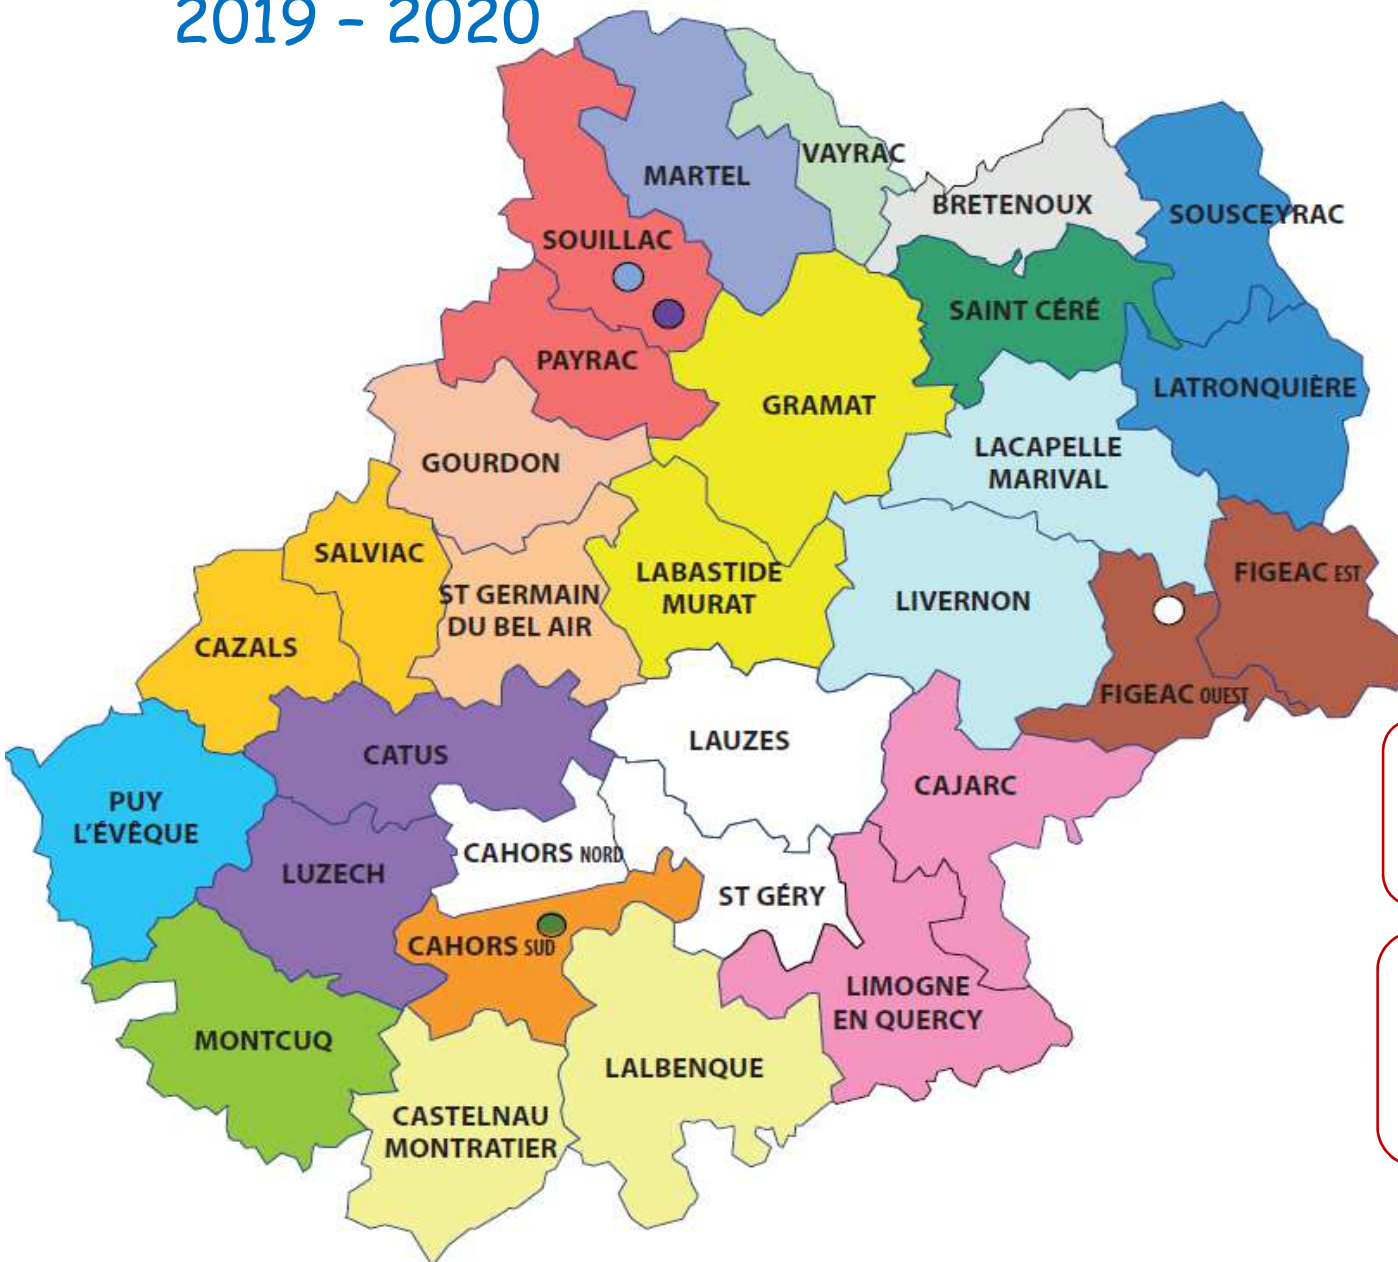 2019 – 2020
MARTEL
VAYRAC
BRETENOUX
SOUSCEYRAC
SOUILLAC
SAINT CÉRÉ
PAYRAC
LATRONQUIÈRE
GRAMAT
GOURDON
LACAPELLE
MARIVAL
SALVIAC
ST GERMAIN
DU BEL AIR
LABASTIDE
MURAT
LIVERNON
FIGEAC EST
CAZALS
FIGEAC OUEST
CATUS
LAUZES
CAJARC
PUY
L'ÉVÊQUE
LUZECH
CAHORS NORD
ST GÉRY
CAHORS SUD
LIMOGNE
EN QUERCY
MONTCUQ
LALBENQUE
CASTELNAU
MONTRATIER